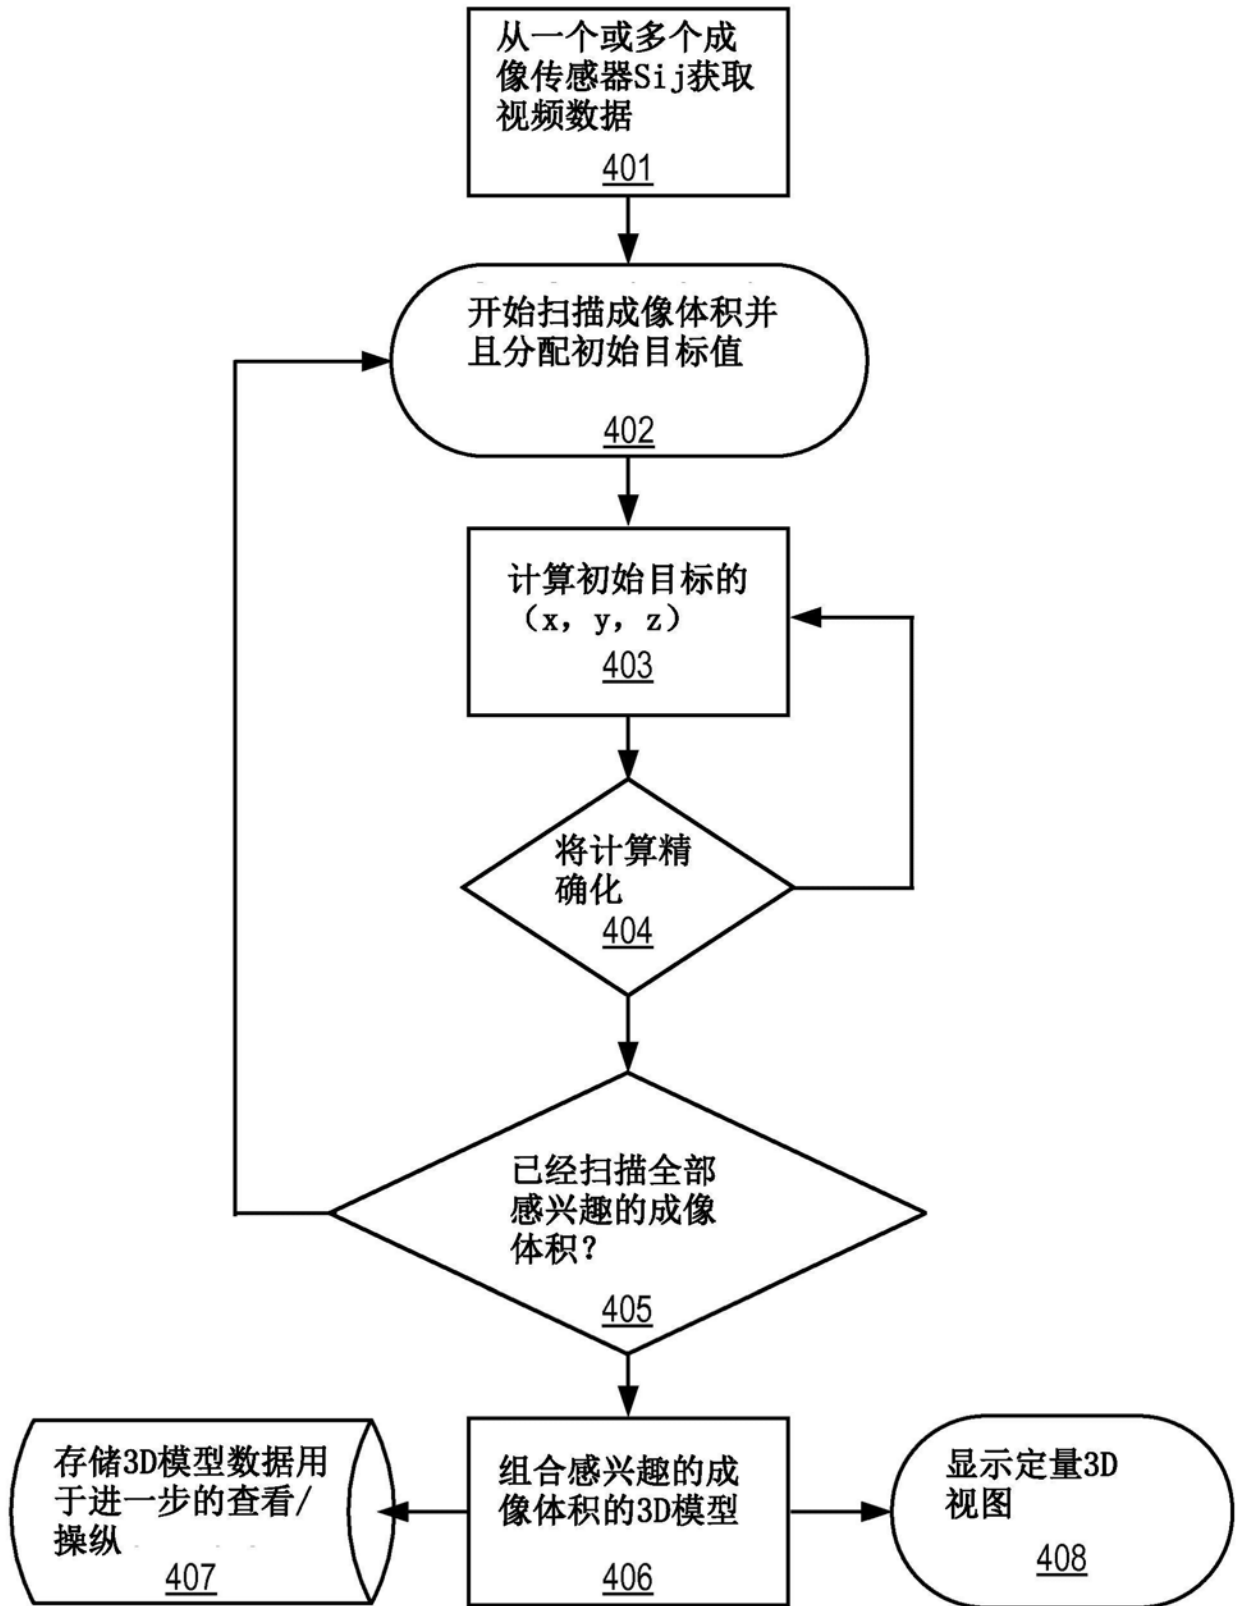 从一个或多个成
像传感器Sij获取
视频数据
401
开始扫描成像体积并
且分配初始目标值
402
计算初始目标的
（x，y，z）
403
将计算精
确化
404
已经扫描全部
感兴趣的成像
体积？
405
存储3D模型数据用
于进一步的查看/
操纵
407
组合感兴趣的成
像体积的3D模型
406
显示定量3D
视图
408